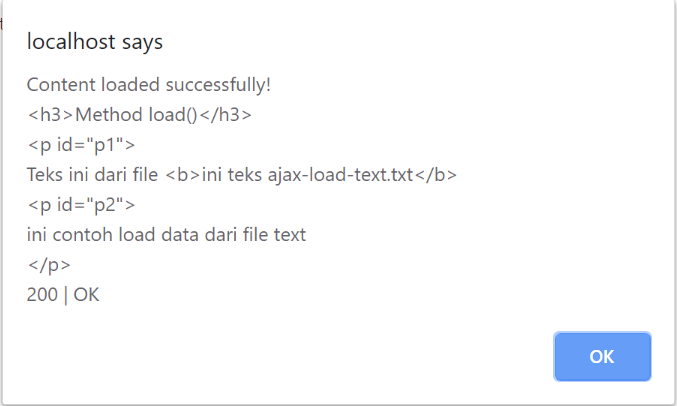 localhost says
Content loaded successfully!
<h3>Method load()</h3>
<p id="p1">
Teks ini dari file <b>ini teks ajax-load-text.txt</b>
<p id="p2">
ini contoh load data dari file text
</p>
200 | OK
OK